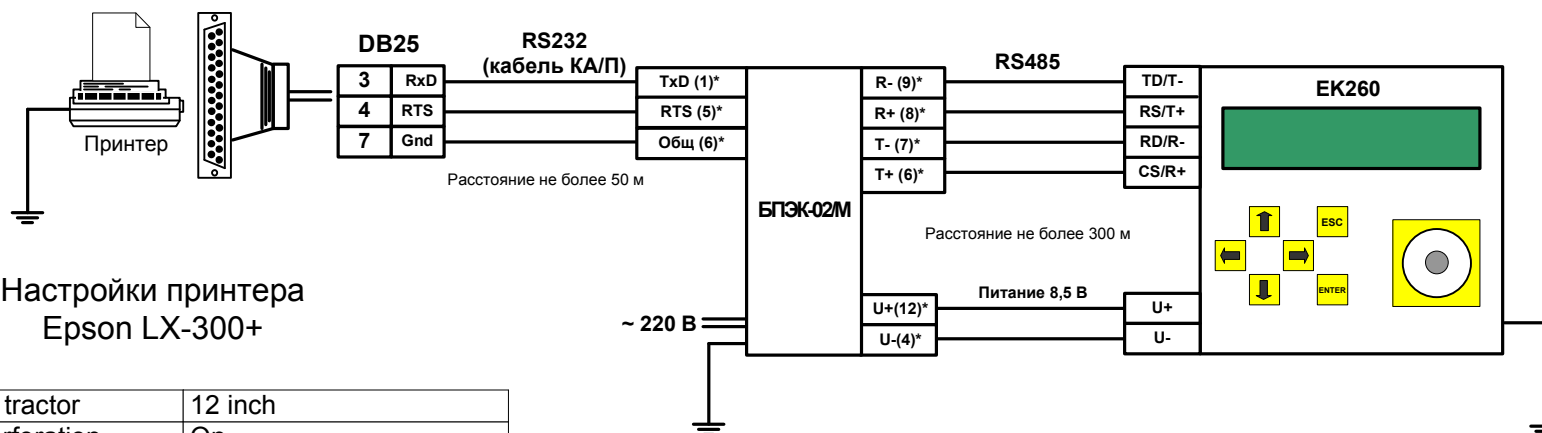 DB25
RS232
(кабель КА/П)
3 RxD
4 RTS
7 Gnd
Принтер
TxD (1)*
RTS (5)*
Общ (6)*
Расстояние не более 50 м
БПЭК-02/М
R- (9)*
R+ (8)*
T- (7)*
T+ (6)*
RS485
TD/T-
RS/T+
RD/R-
CS/R+
EK260
ESC
ENTER
Расстояние не более 300 м
Питание 8,5 В
U+(12)*
U-(4)*
U+
U-
~ 220 В
Настройки принтера
Epson LX-300+
tractor 12 inch